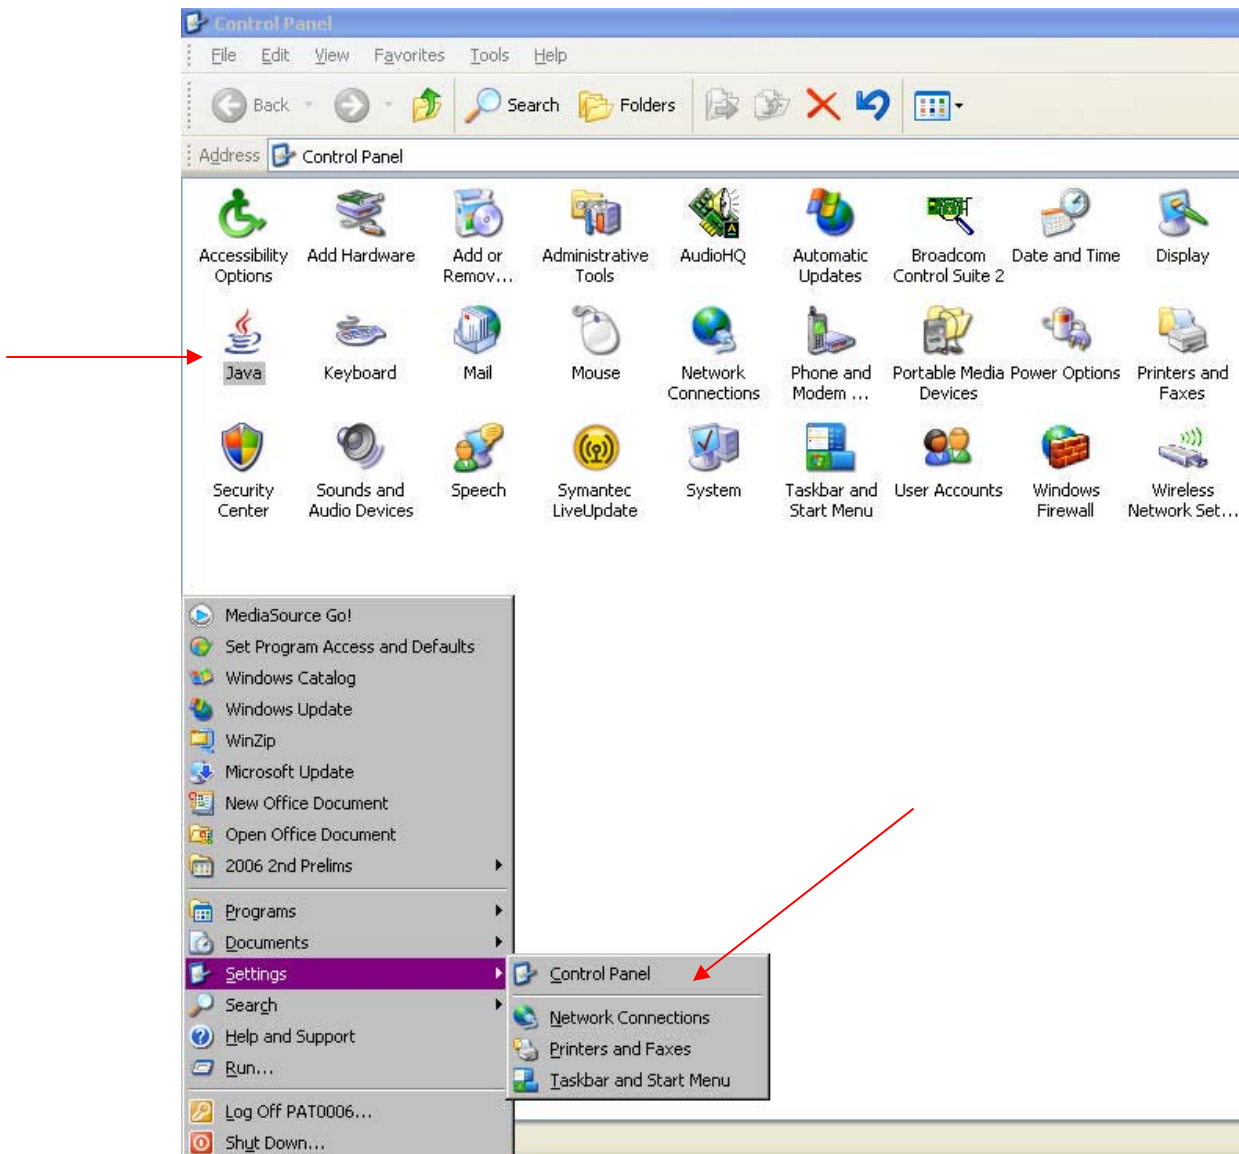 Control Panel
File Edit View Favorites Tools Help
Back Search Folders
Address Control Panel
Accessibility Options
Add Hardware
Add or Remov...
Administrative Tools
AudioHQ
Automatic Updates
Broadcom Control Suite 2
Date and Time
Display
Java
Keyboard
Mail
Mouse
Network Connections
Phone and Modem ...
Portable Media Devices
Power Options
Printers and Faxes
Security Center
Sounds and Audio Devices
Speech
Symantec LiveUpdate
System
Taskbar and Start Menu
User Accounts
Windows Firewall
Wireless Network Set...
MediaSource Go!
Set Program Access and Defaults
Windows Catalog
Windows Update
WinZip
Microsoft Update
New Office Document
Open Office Document
2006 2nd Prelims
Programs
Documents
Settings
Search
Help and Support
Run...
Log Off PAT0006...
Shut Down...
Control Panel
Network Connections
Printers and Faxes
Taskbar and Start Menu